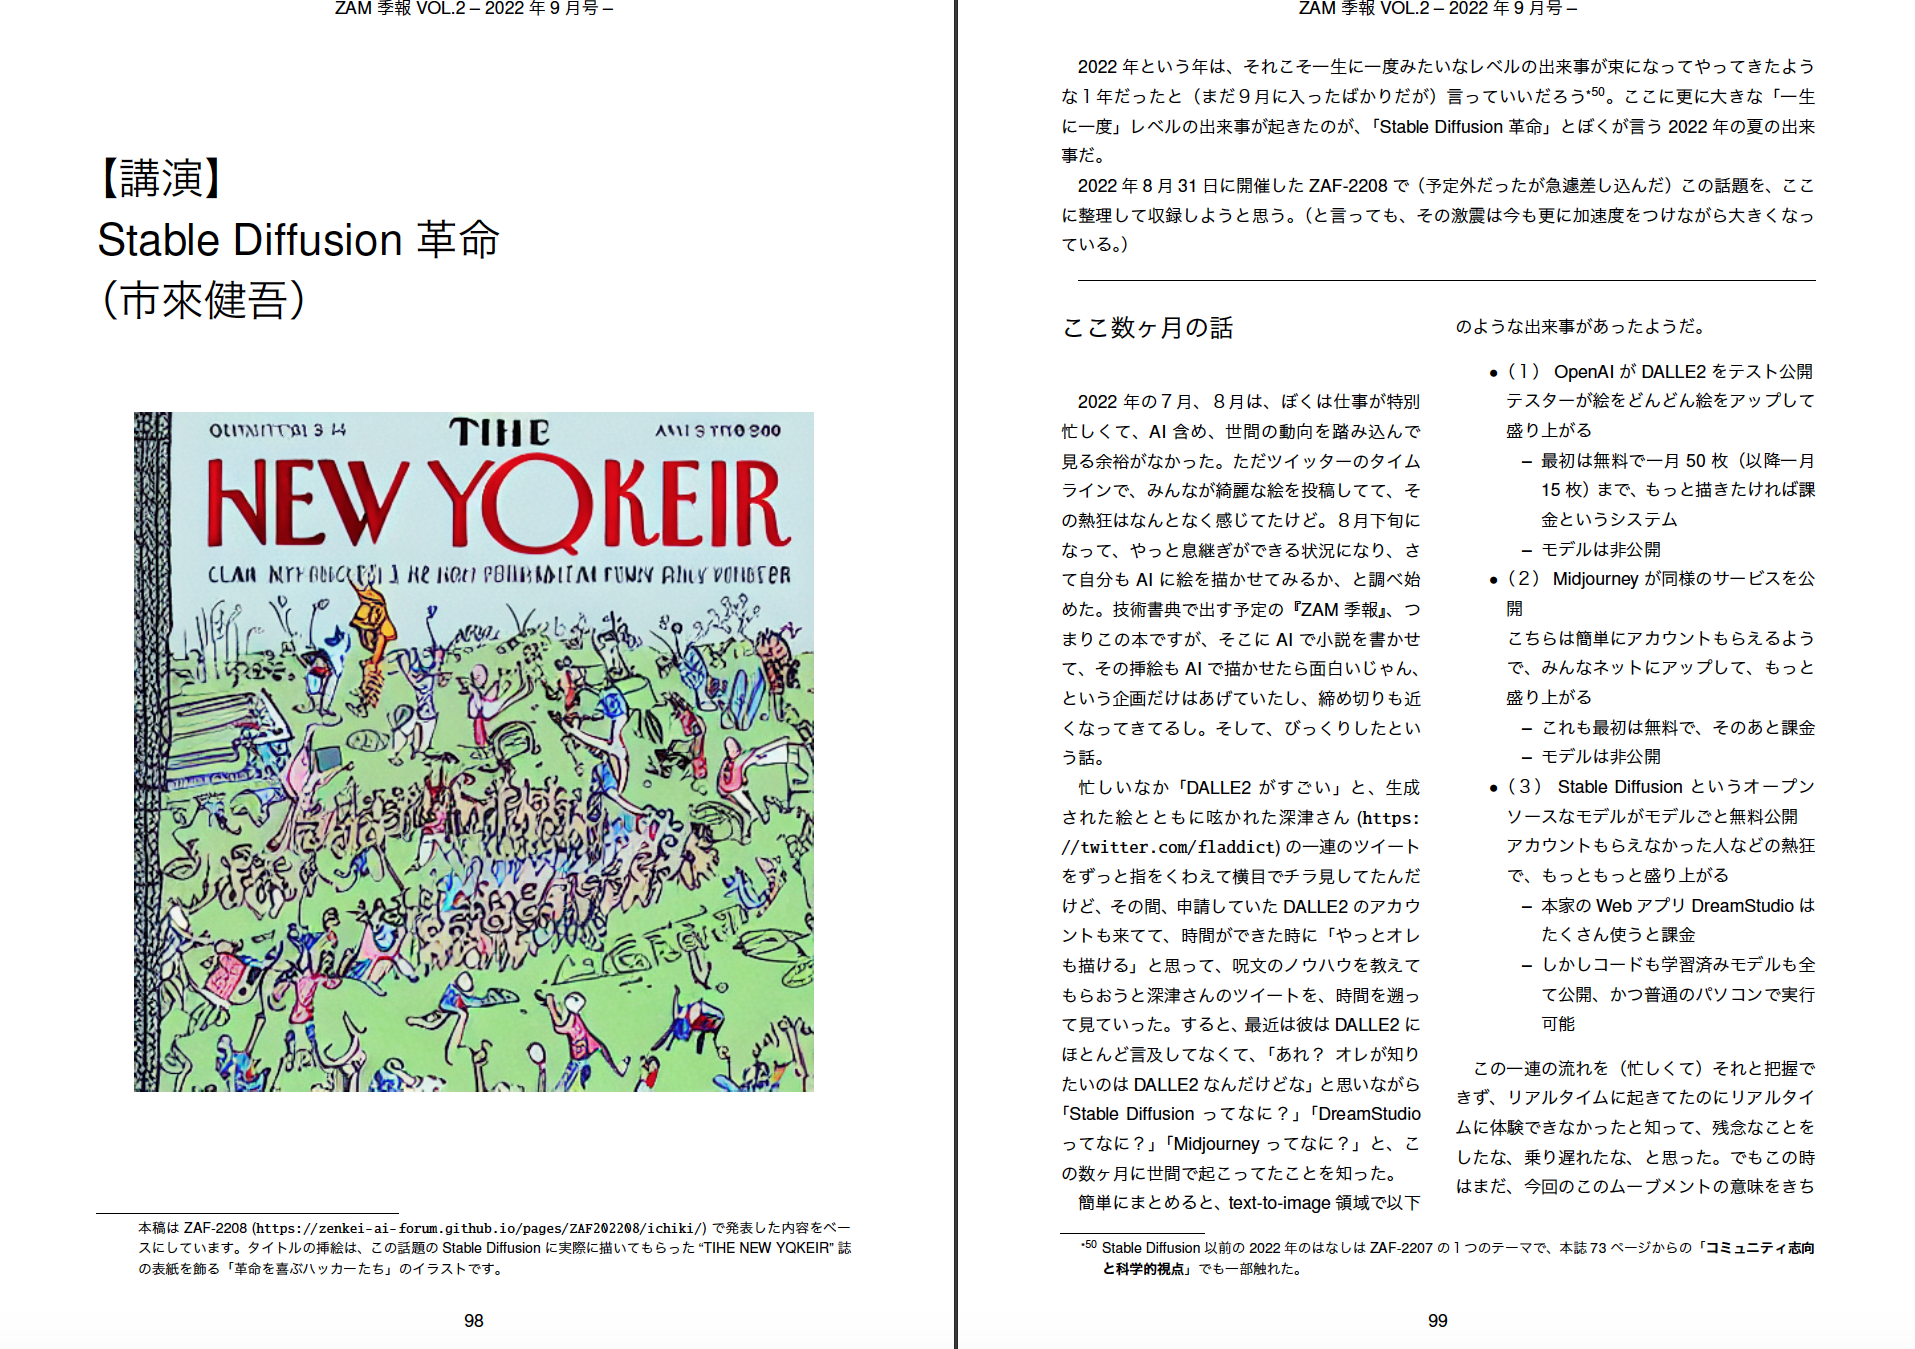 ZAM 季報 VOL.2 – 2022 年 9 月号 –
【講演】
Stable Diffusion 革命
（市來健吾）
THE
NEW YQKEIR
本稿は ZAF-2208 (https://zenkei-ai-forum.github.io/pages/ZAF202208/ichiki/) で発表した内容をベー
スにしています。タイトルの挿絵は、この話題の Stable Diffusion に実際に描いてもらった “TIHE NEW YQKEIR” 誌
の表紙を飾る「革命を喜ぶハッカーたち」のイラストです。
98
ZAM 季報 VOL.2 – 2022 年 9 月号 –
2022 年という年は、それこそ一生に一度みたいなレベルの出来事が束になってやってきたよう
な１年だったと（まだ９月に入ったばかりだが）言っていいだろう*50。ここに更に大きな「一生
に一度」レベルの出来事が起きたのが、「Stable Diffusion 革命」とぼくが言う 2022 年の夏の出来
事だ。
2022 年 8 月 31 日に開催した ZAF-2208 で（予定外だったが急遽差し込んだ）この話題を、ここ
に整理して収録しようと思う。（と言っても、その激震は今も更に加速度をつけながら大きくなっ
ている。）
ここ数ヶ月の話
2022 年の７月、８月は、ぼくは仕事が特別
忙しくて、AI 含め、世間の動向を踏み込んで
見る余裕がなかった。ただツイッターのタイム
ラインで、みんなが綺麗な絵を投稿してて、そ
の熱狂はなんとなく感じてたけど。８月下旬に
なって、やっと息継ぎができる状況になり、さ
て自分も AI に絵を描かせてみるか、と調べ始
めた。技術書典で出す予定の『ZAM 季報』、つ
まりこの本ですが、そこに AI で小説を書かせ
て、その挿絵も AI で描かせたら面白いじゃん、
という企画だけはあげていたし、締め切りも近
くなってきてるし。そして、びっくりしたとい
う話。
忙しいなか「DALLE2 がすごい」と、生成
された絵とともに呟かれた深津さん (https:
//twitter.com/fladdict) の一連のツイート
をずっと指をくわえて横目でチラ見してたんだ
けど、その間、申請していた DALLE2 のアカウ
ントも来てて、時間ができた時に「やっとオレ
も描ける」と思って、呪文のノウハウを教えて
もらおうと深津さんのツイートを、時間を遡っ
て見ていった。すると、最近は彼は DALLE2 に
ほとんど言及してなくて、「あれ？ オレが知り
たいのは DALLE2 なんだけどな」と思いながら
「Stable Diffusion ってなに？」「DreamStudio
ってなに？」「Midjourney ってなに？」と、こ
の数ヶ月に世間で起こってたことを知った。
簡単にまとめると、text-to-image 領域で以下
のような出来事があったようだ。
●（１） OpenAI が DALLE2 をテスト公開
テスターが絵をどんどん絵をアップして
盛り上がる
– 最初は無料で一月 50 枚（以降一月
15 枚）まで、もっと描きたければ課
金というシステム
– モデルは非公開
●（２） Midjourney が同様のサービスを公
開
こちらは簡単にアカウントもらえるよう
で、みんなネットにアップして、もっと
盛り上がる
– これも最初は無料で、そのあと課金
– モデルは非公開
●（３） Stable Diffusion というオープン
ソースなモデルがモデルごと無料公開
アカウントもらえなかった人などの熱狂
で、もっともっと盛り上がる
– 本家の Web アプリ DreamStudio は
たくさん使うと課金
– しかしコードも学習済みモデルも全
て公開、かつ普通のパソコンで実行
可能
この一連の流れを（忙しくて）それと把握で
きず、リアルタイムに起きてたのにリアルタイ
ムに体験できなかったと知って、残念なことを
したな、乗り遅れたな、と思った。でもこの時
はまだ、今回のこのムーブメントの意味をきち
*50 Stable Diffusion 以前の 2022 年のはなしは ZAF-2207 の１つのテーマで、本誌 73 ページからの「コミュニティ志向
と科学的視点」でも一部触れた。
99